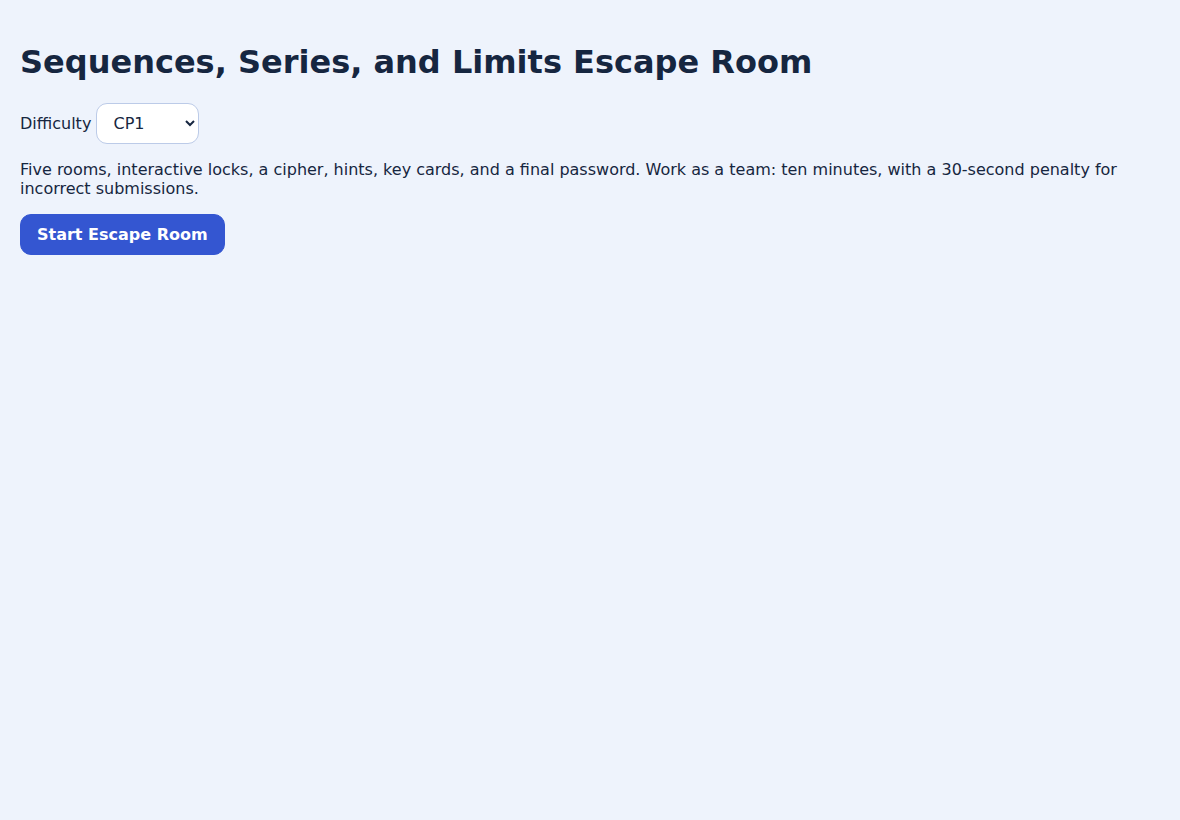 Sequences, Series, and Limits Escape Room
Difficulty CP1
Five rooms, interactive locks, a cipher, hints, key cards, and a final password. Work as a team: ten minutes, with a 30-second penalty for
incorrect submissions.
Start Escape Room